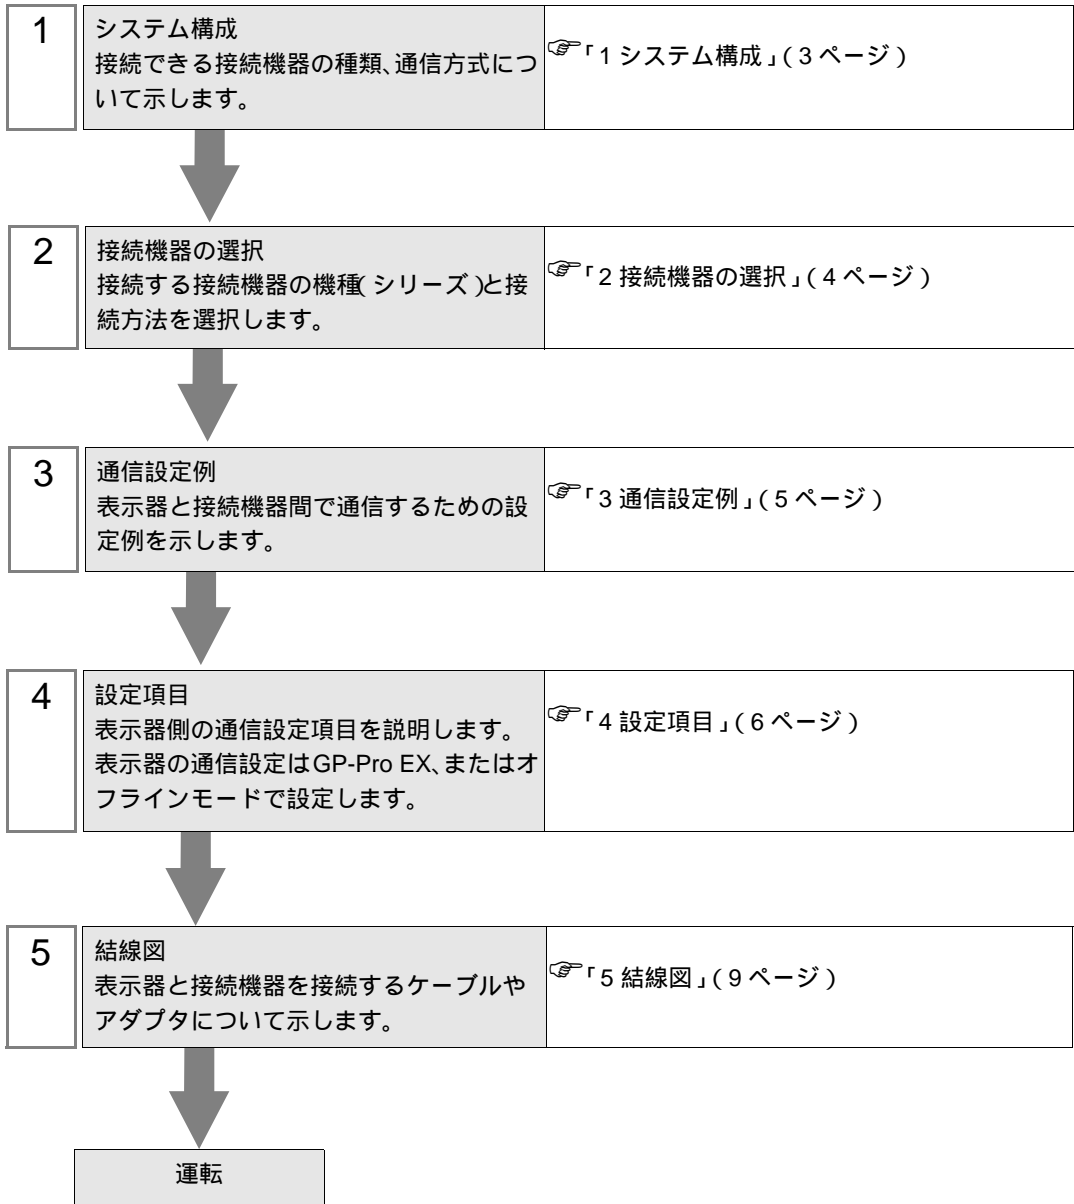 1
システム構成
接続できる接続機器の種類、通信方式につ
いて示します。
☞「1 システム構成」( 3 ページ )
2
接続機器の選択
接続する接続機器の機種( シリーズ )と接
続方法を選択します。
☞「2 接続機器の選択」( 4 ページ )
3
通信設定例
表示器と接続機器間で通信するための設
定例を示します。
☞「3 通信設定例」( 5 ページ )
4
設定項目
表示器側の通信設定項目を説明します。
表示器の通信設定はGP-Pro EX、またはオ
フラインモードで設定します。
☞「4 設定項目」( 6 ページ )
5
結線図
表示器と接続機器を接続するケーブルや
アダプタについて示します。
☞「5 結線図」( 9 ページ )
運転